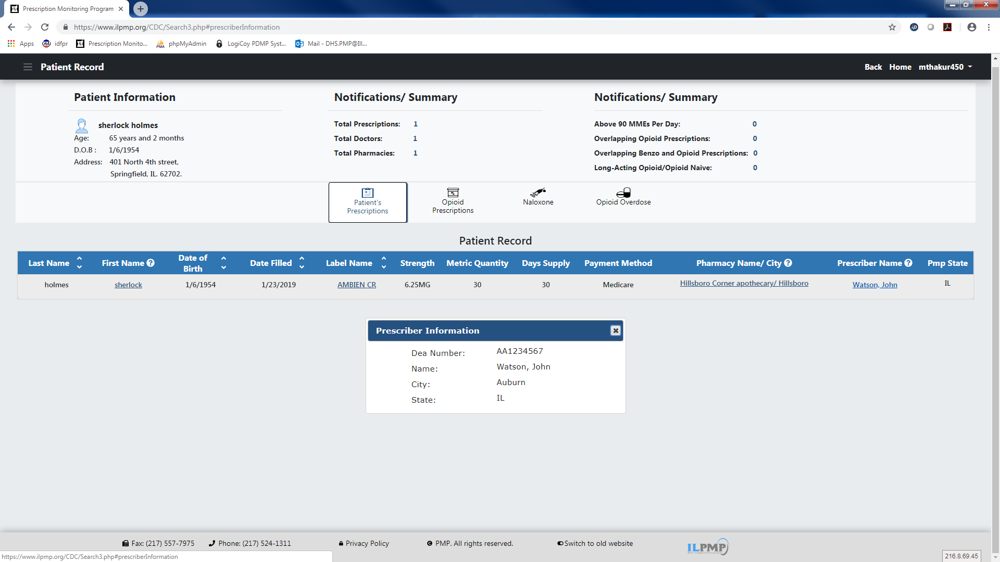 Prescription Monitoring Program
https://www.ilpmp.org/CDC/Search3.php#prescriberInformation
Apps idfpr Prescription Monito... phpMyAdmin LogiCoy PDMP Syst... Mail - DHS.PMP@Ill...
Patient Record Back Home mthakur450
Patient Information
sherlock holmes
Age: 65 years and 2 months
D.O.B : 1/6/1954
Address: 401 North 4th street,
Springfield, IL. 62702.
Notifications/ Summary
Total Prescriptions: 1
Total Doctors: 1
Total Pharmacies: 1
Notifications/ Summary
Above 90 MMEs Per Day: 0
Overlapping Opioid Prescriptions: 0
Overlapping Benzo and Opioid Prescriptions: 0
Long-Acting Opioid/Opioid Naive: 0
Patient's
Prescriptions
Opioid
Prescriptions
Naloxone
Opioid Overdose
Patient Record
Last Name First Name Date of Birth Date Filled Label Name Strength Metric Quantity Days Supply Payment Method Pharmacy Name/ City Prescriber Name Pmp State
holmes sherlock 1/6/1954 1/23/2019 AMBIEN CR 6.25MG 30 30 Medicare Hillsboro Corner apothecary/ Hillsboro Watson, John IL
Prescriber Information
Dea Number: AA1234567
Name: Watson, John
City: Auburn
State: IL
Fax: (217) 557-7975 Phone: (217) 524-1311 Privacy Policy PMP. All rights reserved. Switch to old website ILPMP
https://www.ilpmp.org/CDC/Search3.php#prescriberInformation
216.8.69.45